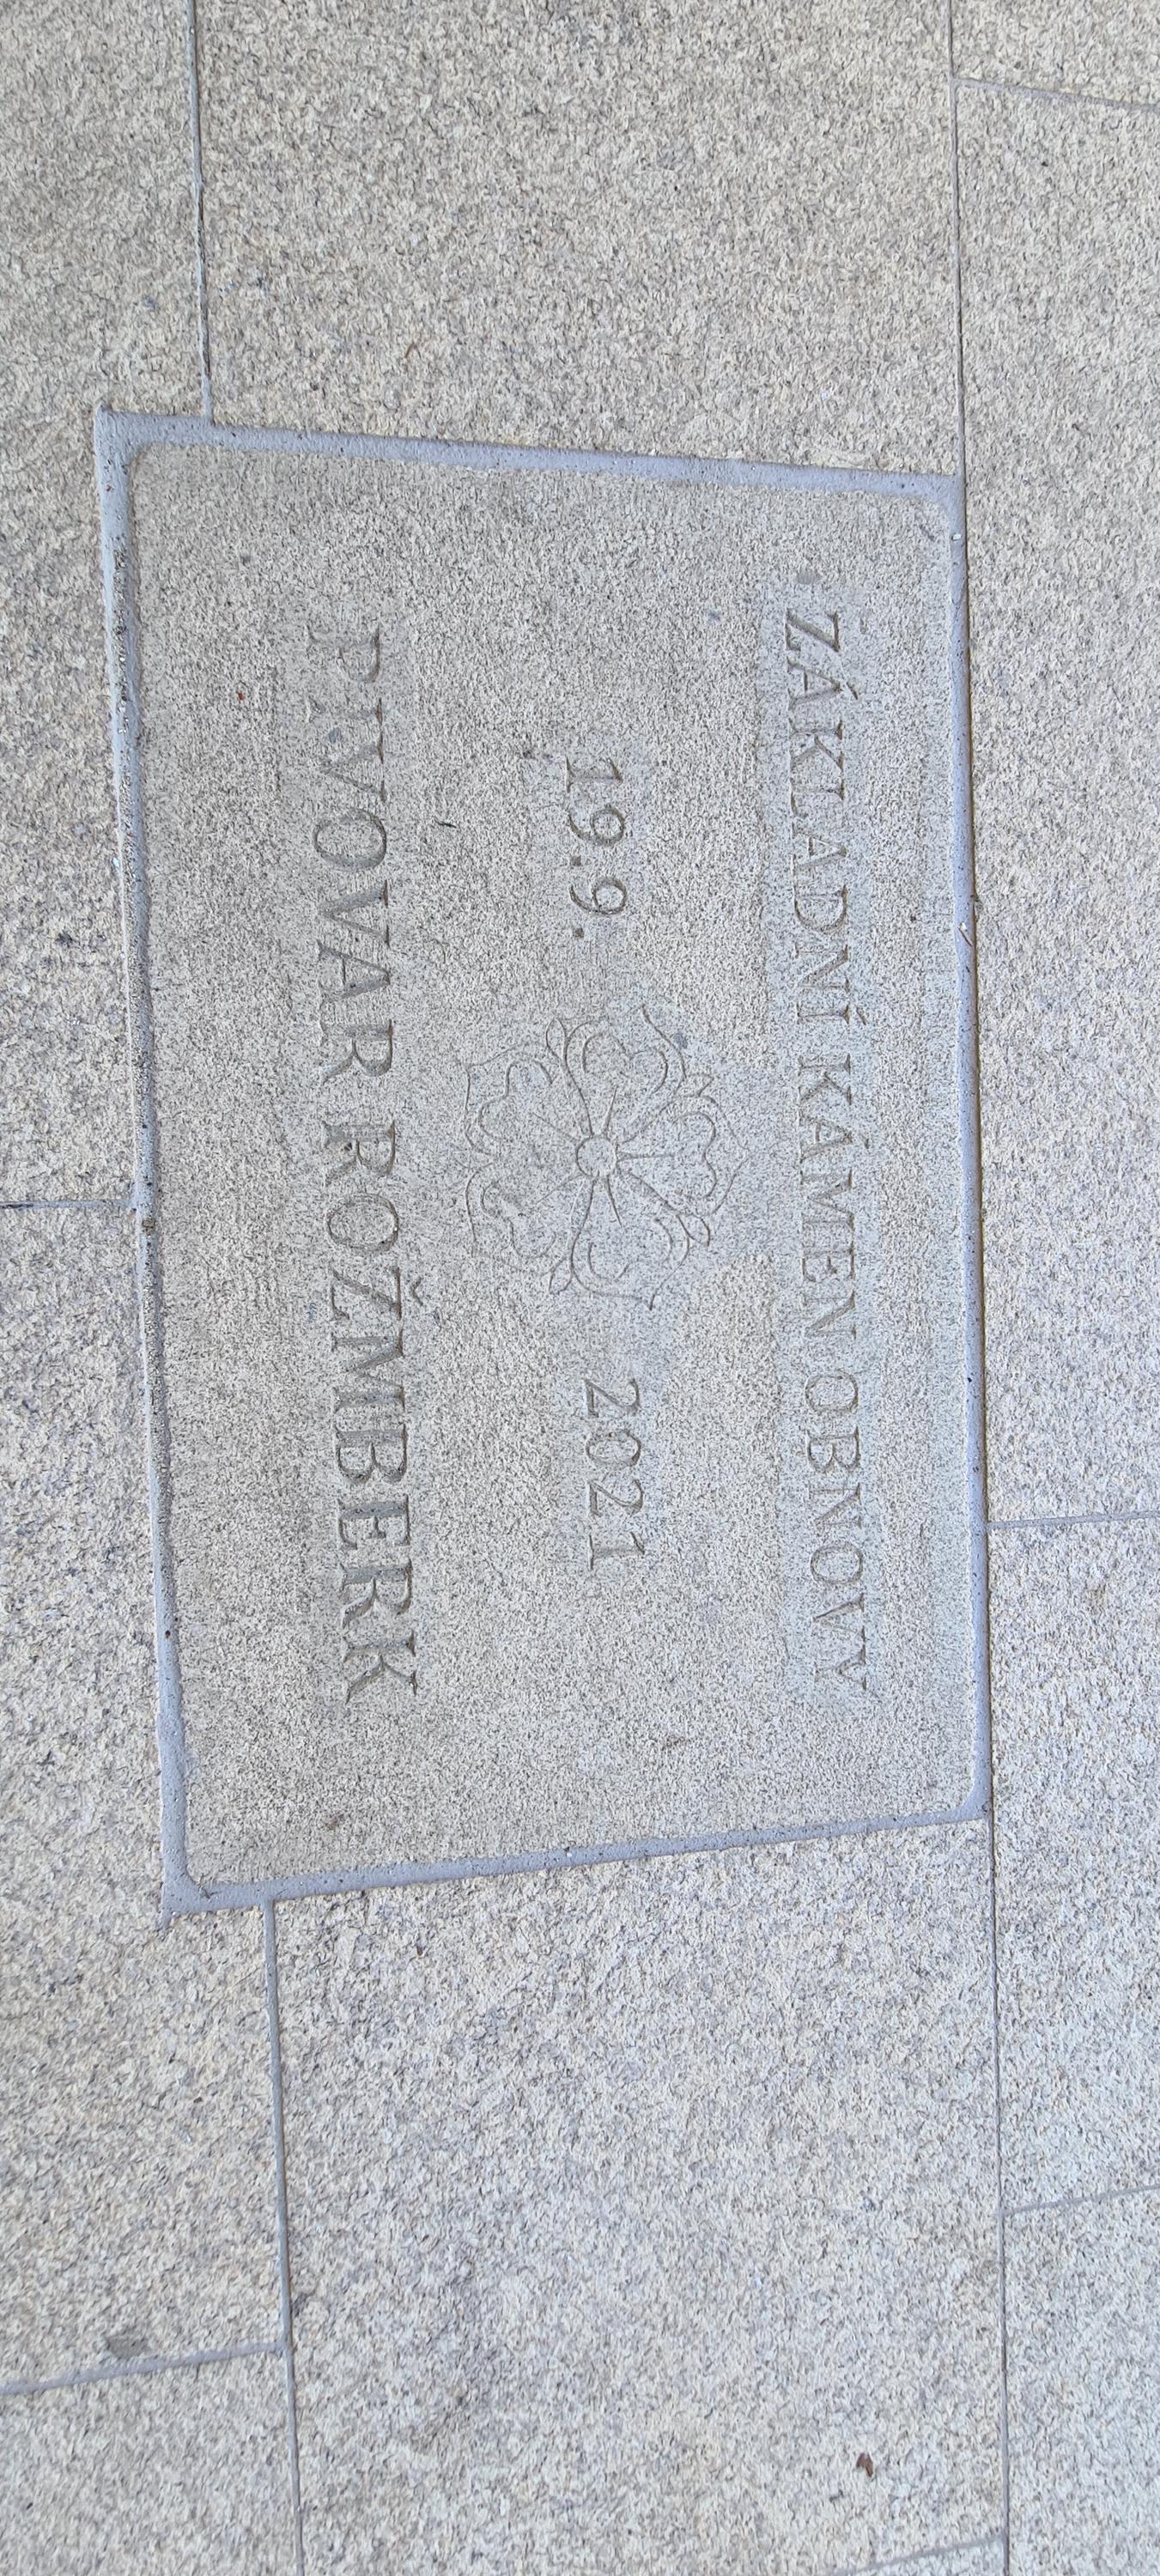 ZÁKLADNÍ KÁMEN OBNOVY
19.9. 2021
PIVOVAR ROŽMBERK